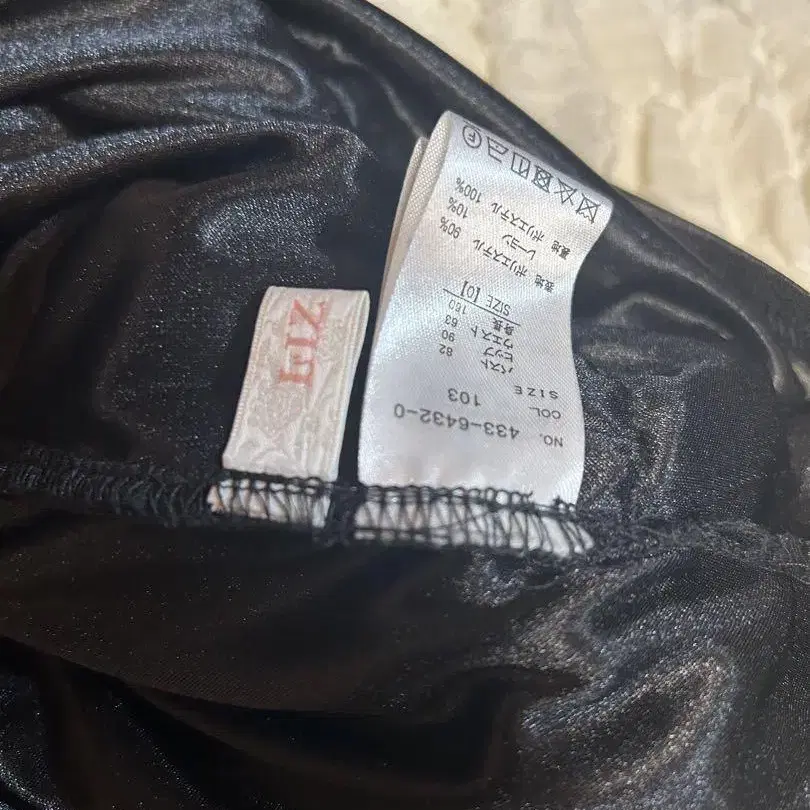 LIZ
NO. 433-6432-0
COL. 103
SIZE
バスト 82
ヒップ 90
ウエスト 63
身長 160
SIZE [0]
表地 ポリエステル 90%
レーヨン 10%
裏地 ポリエステル 100%
F